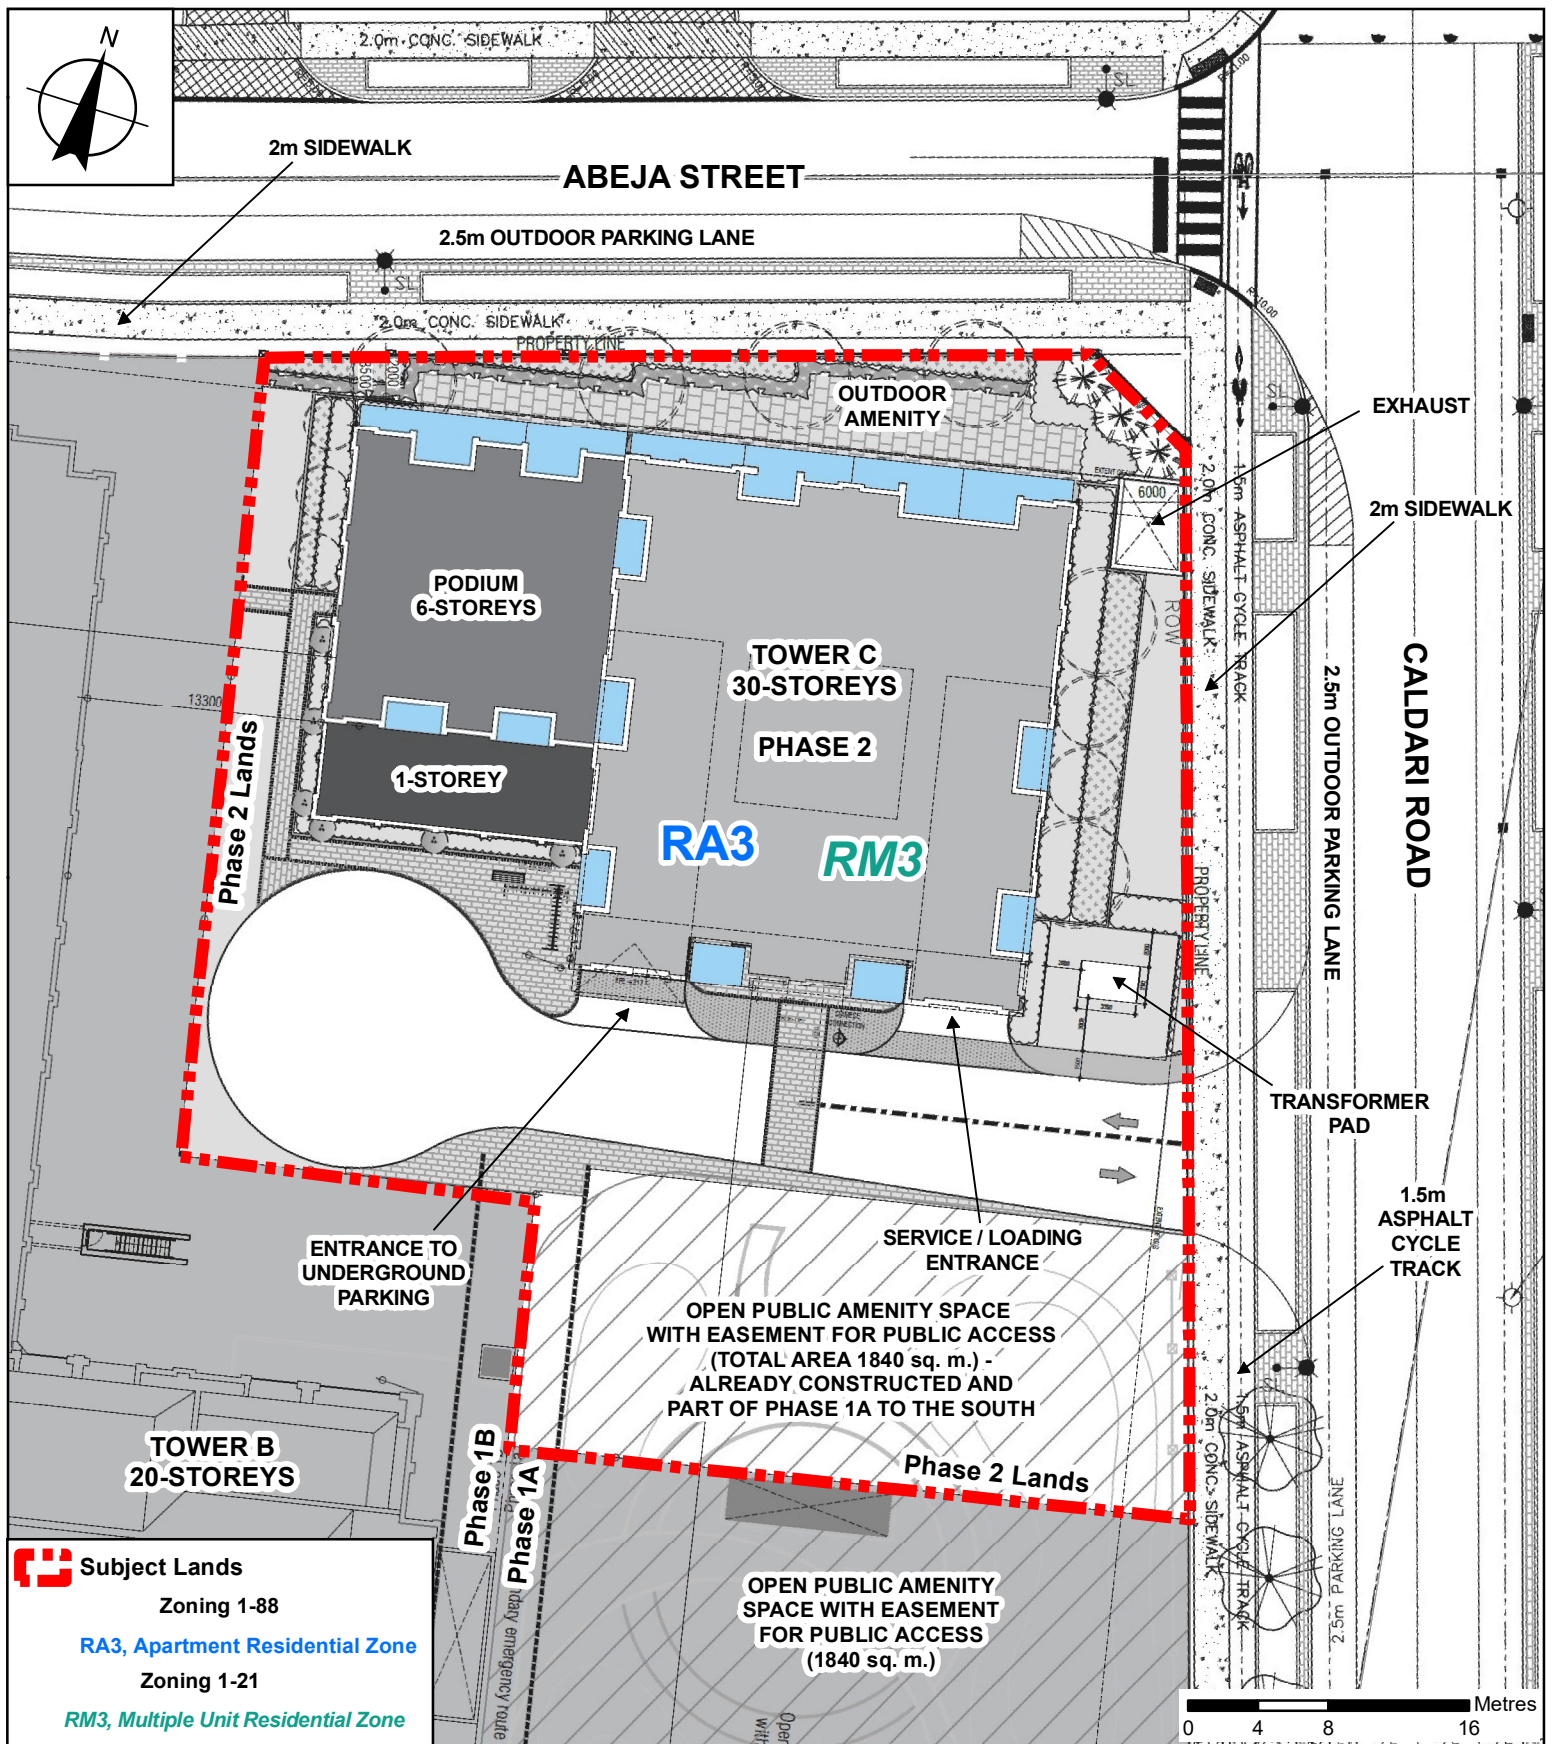 N
2.0m CONC. SIDEWALK
SL
2m SIDEWALK
ABEJA STREET
2.5m OUTDOOR PARKING LANE
SL
2.0m CONC. SIDEWALK
PROPERTY LINE
R=10.00
OUTDOOR
AMENITY
SL
EXHAUST
6000
2m SIDEWALK
2.0m CONC. SIDEWALK
1.5m ASPHALT CYCLE TRACK
ROW
PODIUM
6-STOREYS
TOWER C
30-STOREYS
PHASE 2
13300
1-STOREY
RA3
RM3
Phase 2 Lands
PROPERTY LINE
2.5m OUTDOOR PARKING LANE
CALDARI ROAD
TRANSFORMER
PAD
1.5m
ASPHALT
CYCLE
TRACK
ENTRANCE TO
UNDERGROUND
PARKING
SERVICE / LOADING
ENTRANCE
OPEN PUBLIC AMENITY SPACE
WITH EASEMENT FOR PUBLIC ACCESS
(TOTAL AREA 1840 sq. m.) -
ALREADY CONSTRUCTED AND
PART OF PHASE 1A TO THE SOUTH
TOWER B
20-STOREYS
Phase 1B
Phase 1A
Phase 2 Lands
2.0m CONC. SIDEWALK
1.5m ASPHALT CYCLE TRACK
2.5m PARKING LANE
OPEN PUBLIC AMENITY
SPACE WITH EASEMENT
FOR PUBLIC ACCESS
(1840 sq. m.)
emergency route
Subject Lands
Zoning 1-88
RA3, Apartment Residential Zone
Zoning 1-21
RM3, Multiple Unit Residential Zone
Metres
0 4 8 16